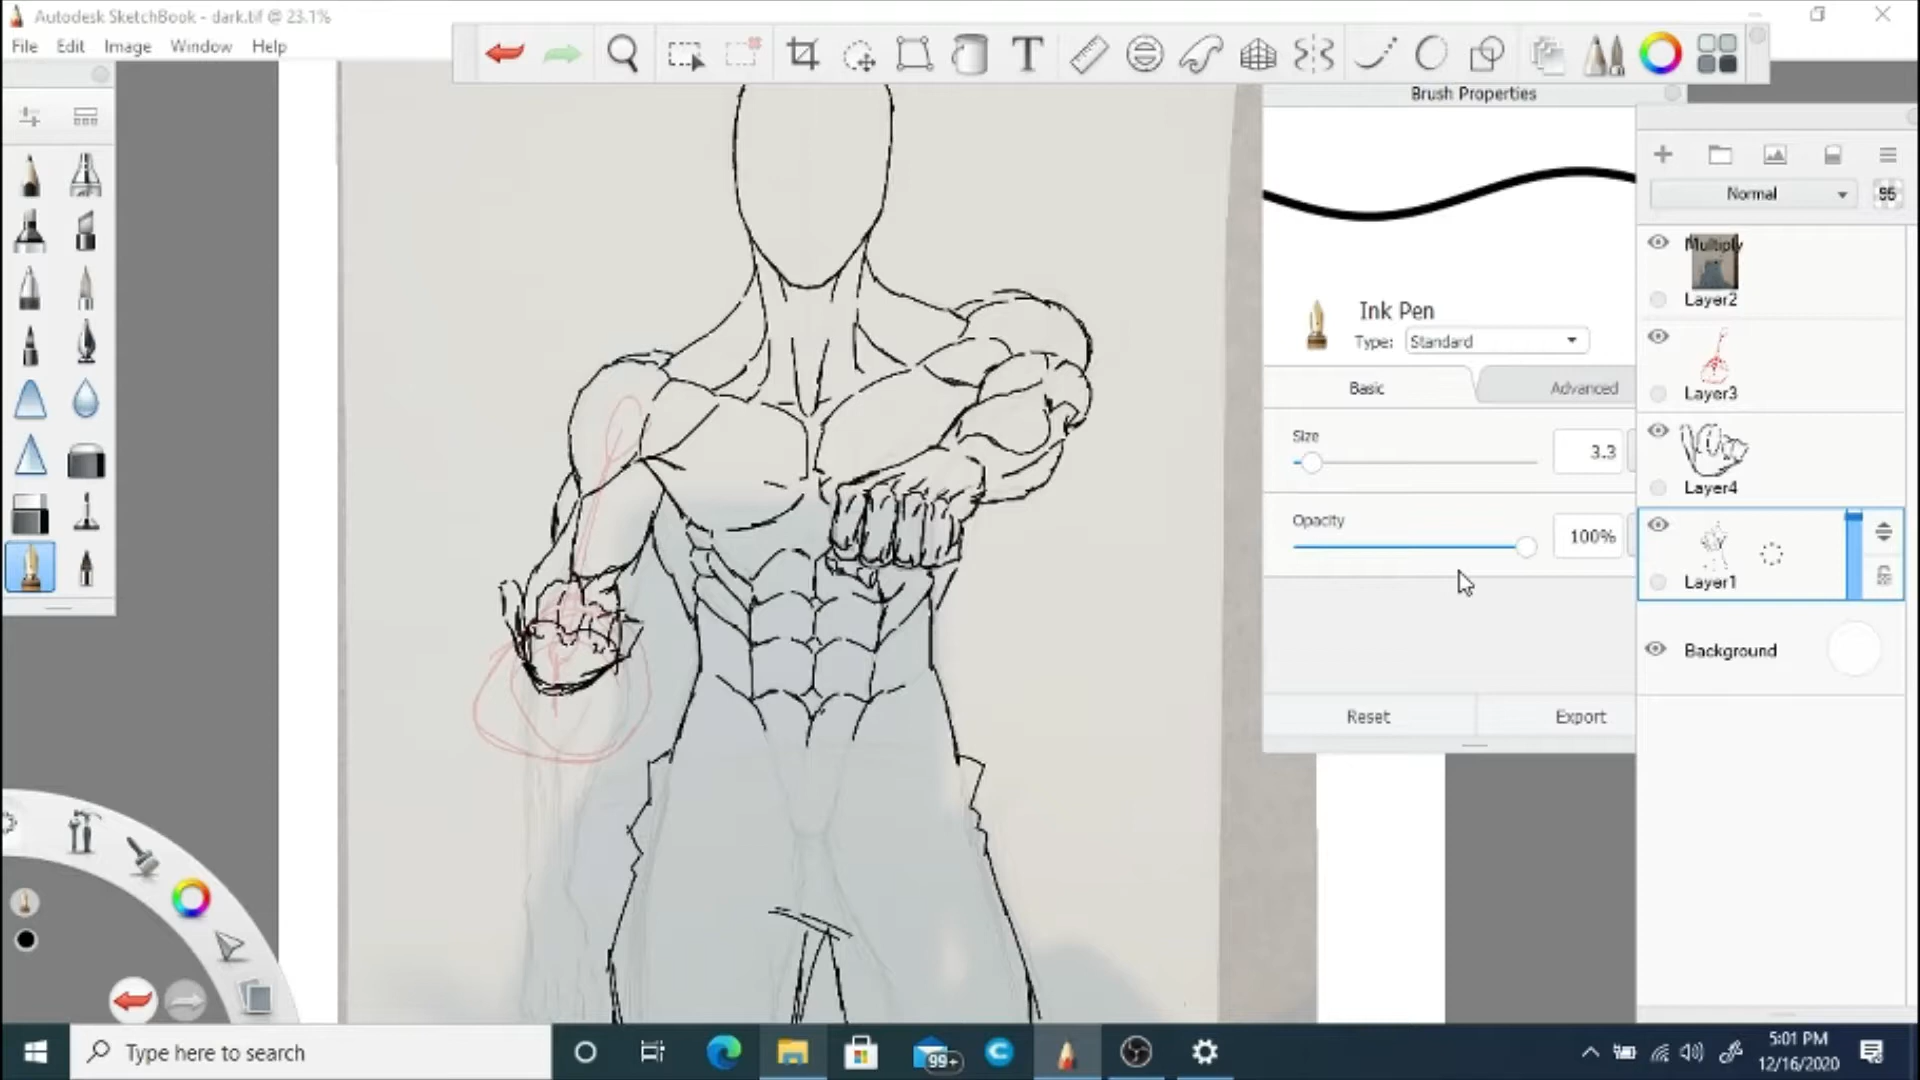 Autodesk SketchBook - dark.tif @ 23.1%
File Edit Image Window Help
T
Brush Properties
Normal
Multiply
Layer2
Ink Pen
Type: Standard
Layer3
Basic Advanced
Size
3.3
Layer4
Opacity
100%
Layer1
Background
Reset Export
Type here to search
99+
5:01 PM
12/16/2020